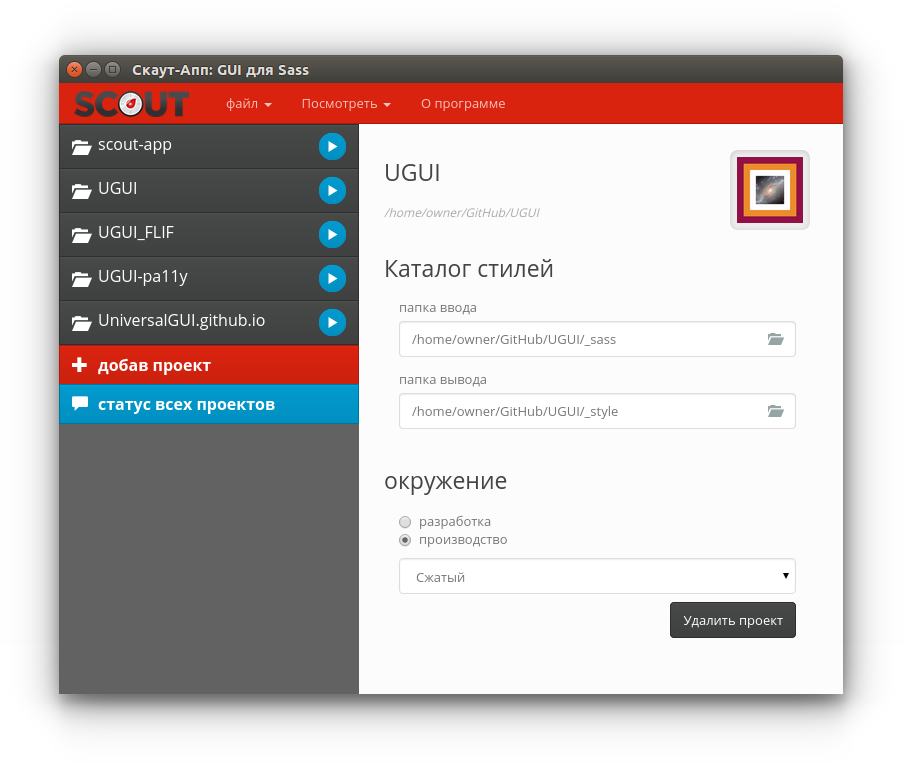 Скаут-Апп: GUI для Sass
SCOUT файл Посмотреть О программе
scout-app
UGUI
UGUI_FLIF
UGUI-pa11y
UniversalGUI.github.io
добав проект
статус всех проектов
UGUI
/home/owner/GitHub/UGUI
Каталог стилей
папка ввода
/home/owner/GitHub/UGUI/_sass
папка вывода
/home/owner/GitHub/UGUI/_style
окружение
разработка
производство
Сжатый
Удалить проект